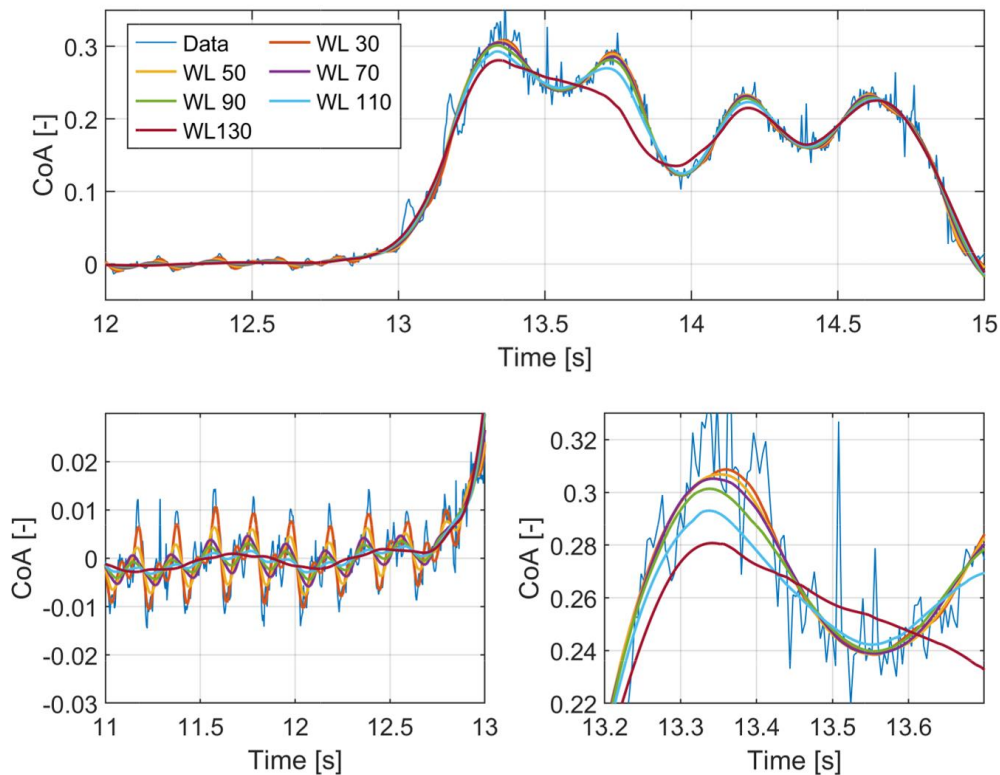 CoA [-]
0.3
0.2
0.1
0
Data
WL 30
WL 50
WL 70
WL 90
WL 110
WL130
12 12.5 13 13.5 14 14.5 15
Time [s]
CoA [-]
0.02
0.01
0
-0.01
-0.02
-0.03
11 11.5 12 12.5 13
Time [s]
CoA [-]
0.32
0.3
0.28
0.26
0.24
0.22
13.2 13.3 13.4 13.5 13.6
Time [s]